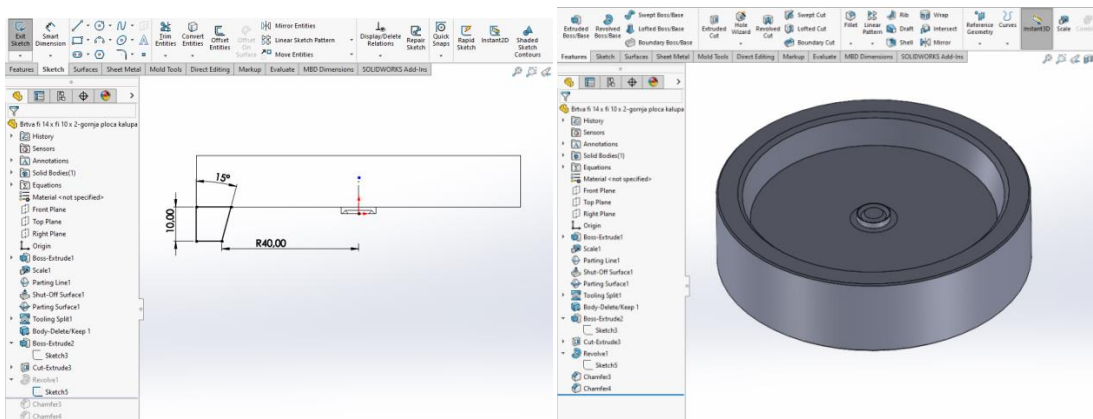 Exit Sketch
Smart Dimension
Trim Entities
Convert Entities
Offset Entities
Offset On Surface
Mirror Entities
Linear Sketch Pattern
Move Entities
Display/Delete Relations
Repair Sketch
Quick Snaps
Rapid Sketch
Instant2D
Shaded Sketch Contours
Features Sketch Surfaces Sheet Metal Mold Tools Direct Editing Markup Evaluate MBD Dimensions SOLIDWORKS Add-Ins
Brtva fi 14 x fi 10 x 2-gornja ploca kalupa
History
Sensors
Annotations
Solid Bodies(1)
Equations
Material <not specified>
Front Plane
Top Plane
Right Plane
Origin
Boss-Extrude1
Scale1
Parting Line1
Shut-Off Surface1
Parting Surface1
Tooling Split1
Body-Delete/Keep 1
Boss-Extrude2
Sketch3
Cut-Extrude3
Revolve1
Sketch5
Chamfer3
Chamfer4
15°
10,00
R40,00
Extruded Boss/Base
Revolved Boss/Base
Swept Boss/Base
Lofted Boss/Base
Boundary Boss/Base
Extruded Cut
Hole Wizard
Revolved Cut
Swept Cut
Lofted Cut
Boundary Cut
Fillet
Linear Pattern
Rib
Draft
Shell
Wrap
Intersect
Mirror
Reference Geometry
Curves
Instant3D
Scale
Features Sketch Surfaces Sheet Metal Mold Tools Direct Editing Markup Evaluate MBD Dimensions SOLIDWORKS Add-Ins
Brtva fi 14 x fi 10 x 2-gornja ploca kalupa
History
Sensors
Annotations
Solid Bodies(1)
Equations
Material <not specified>
Front Plane
Top Plane
Right Plane
Origin
Boss-Extrude1
Scale1
Parting Line1
Shut-Off Surface1
Parting Surface1
Tooling Split1
Body-Delete/Keep 1
Boss-Extrude2
Sketch3
Cut-Extrude3
Revolve1
Sketch5
Chamfer3
Chamfer4